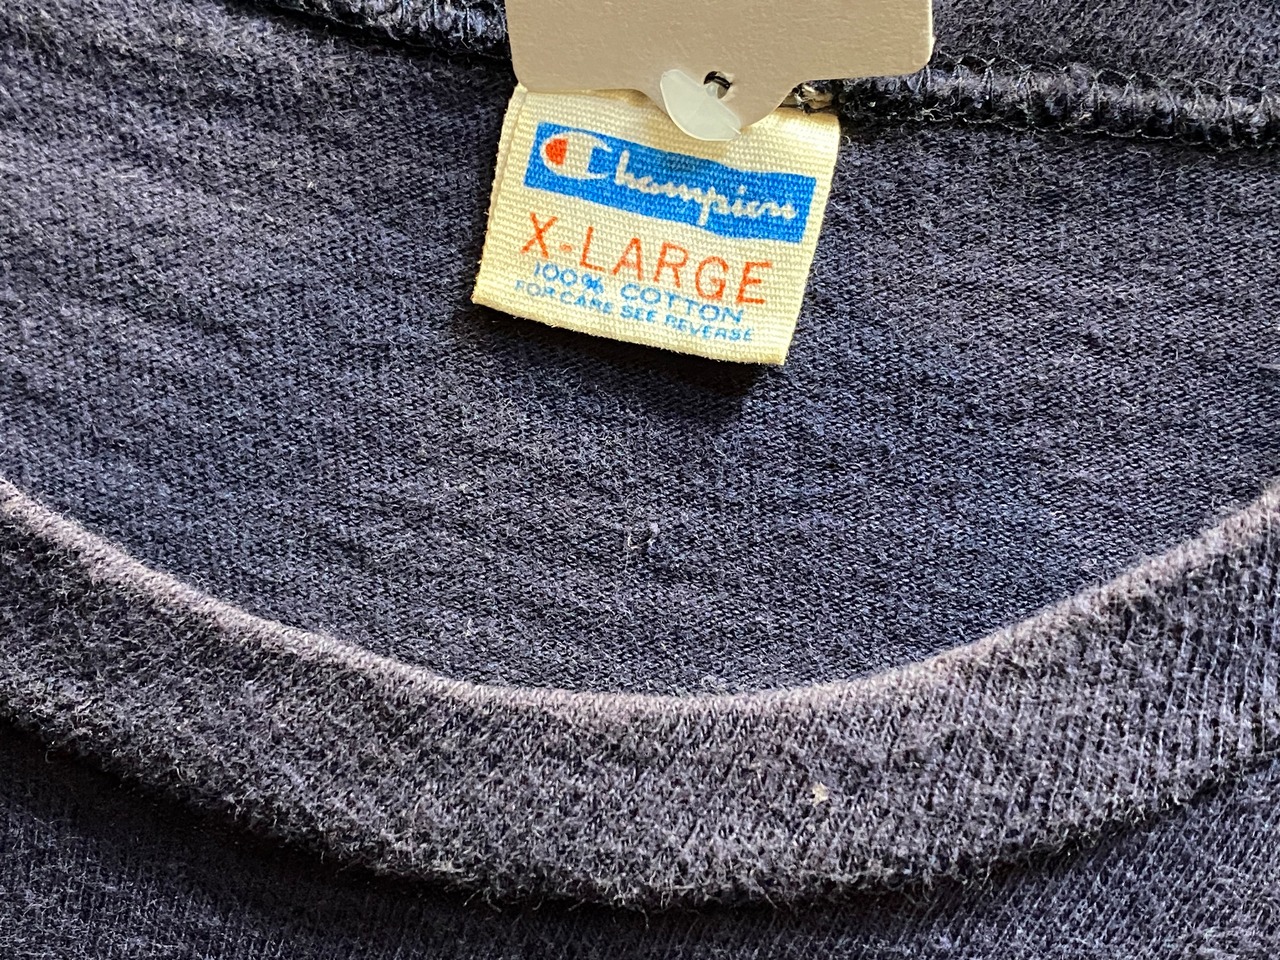 Champion
X-LARGE
100% COTTON
FOR CARE SEE REVERSE